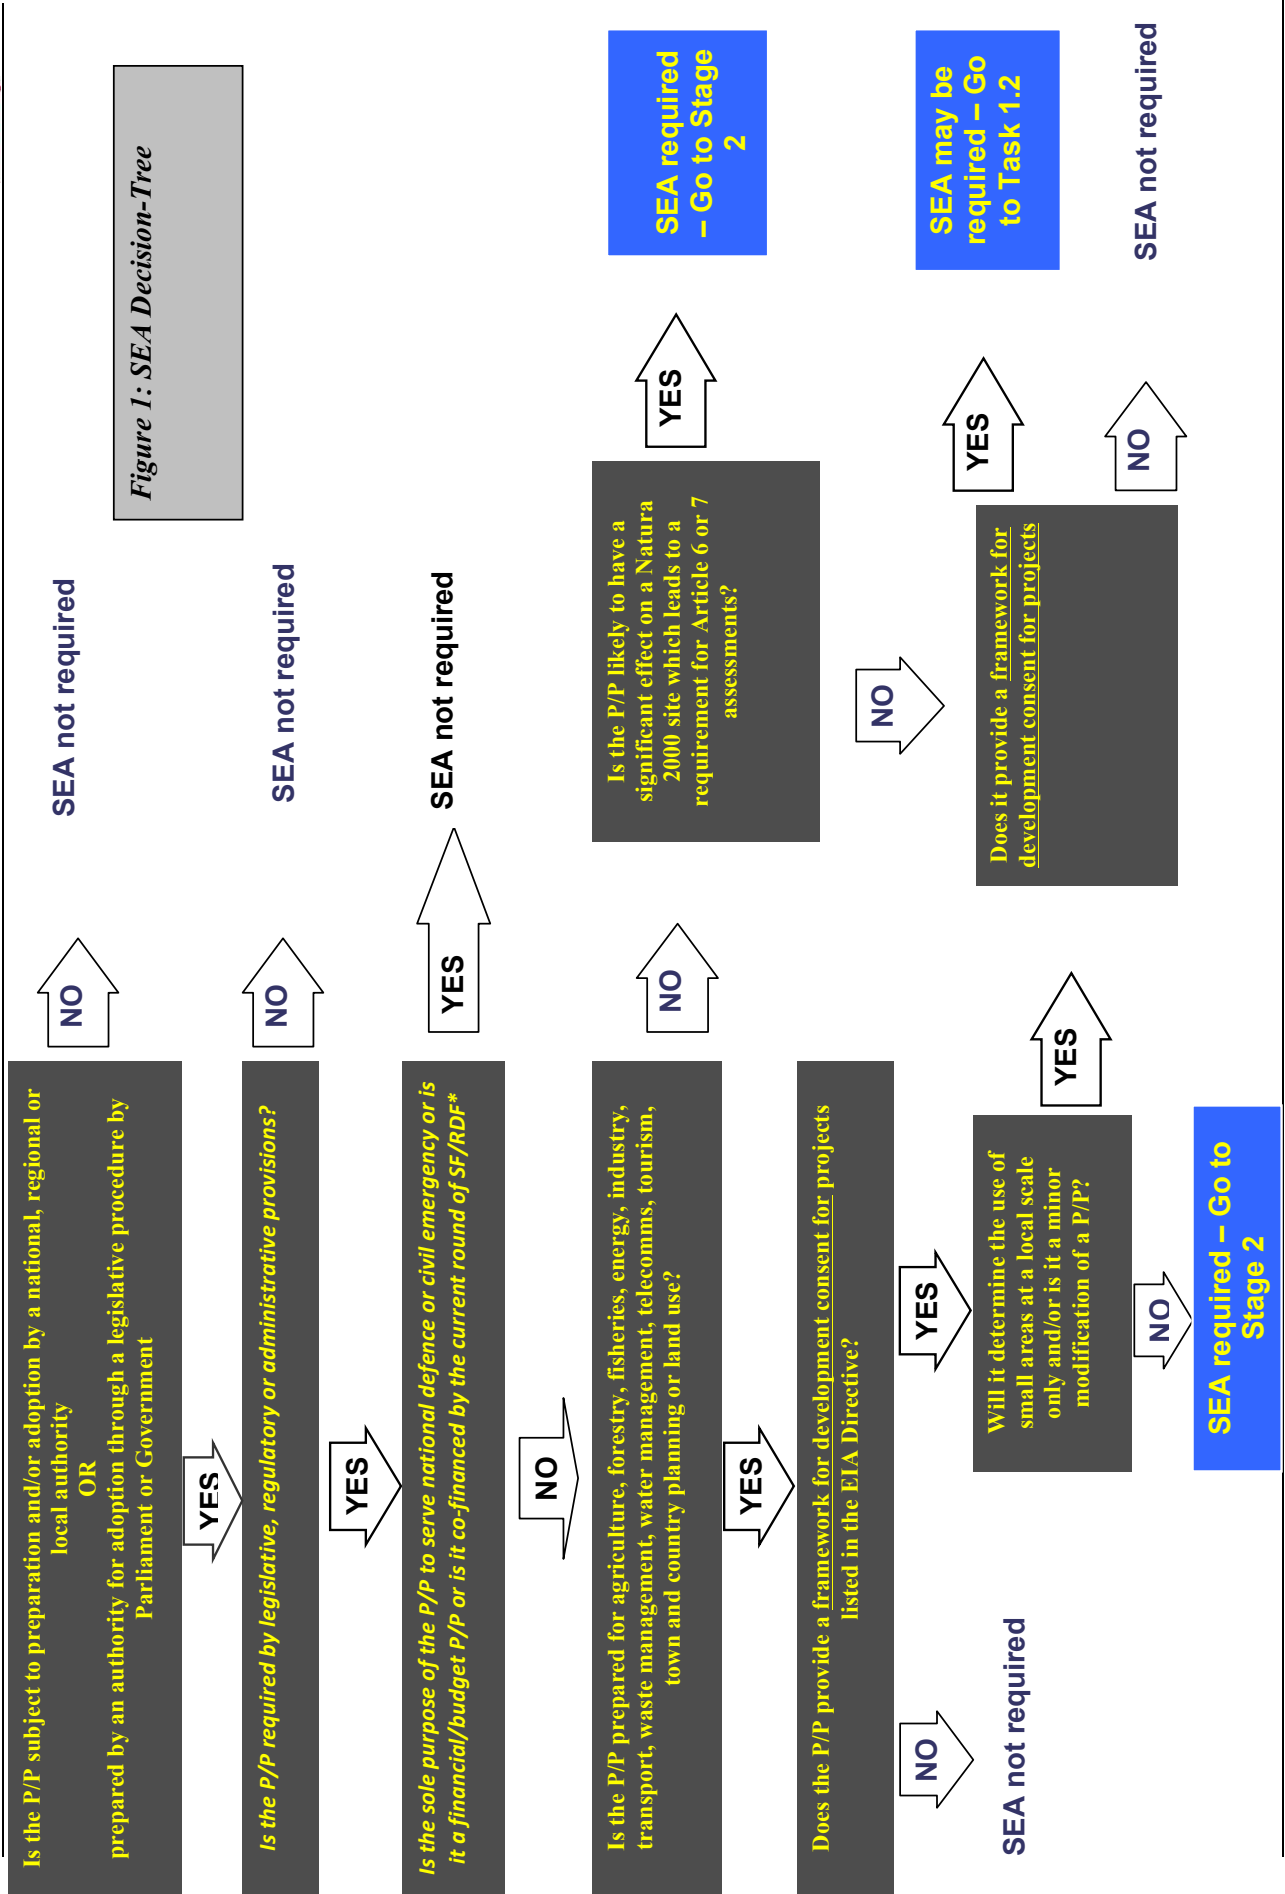 Figure 1: SEA Decision-Tree
Is the P/P subject to preparation and/or adoption by a national, regional or
local authority
OR
prepared by an authority for adoption through a legislative procedure by
Parliament or Government
NO
SEA not required
YES
Is the P/P required by legislative, regulatory or administrative provisions?
NO
SEA not required
YES
Is the sole purpose of the P/P to serve national defence or civil emergency or is
it a financial/budget P/P or is it co-financed by the current round of SF/RDF*
YES
SEA not required
NO
Is the P/P prepared for agriculture, forestry, fisheries, energy, industry,
transport, waste management, water management, telecomms, tourism,
town and country planning or land use?
NO
Is the P/P likely to have a
significant effect on a Natura
2000 site which leads to a
requirement for Article 6 or 7
assessments?
YES
SEA required
– Go to Stage
2
YES
NO
Does the P/P provide a framework for development consent for projects
listed in the EIA Directive?
NO
SEA not required
YES
Will it determine the use of
small areas at a local scale
only and/or is it a minor
modification of a P/P?
YES
Does it provide a framework for
development consent for projects
YES
SEA may be
required – Go
to Task 1.2
NO
SEA not required
NO
SEA required – Go to
Stage 2